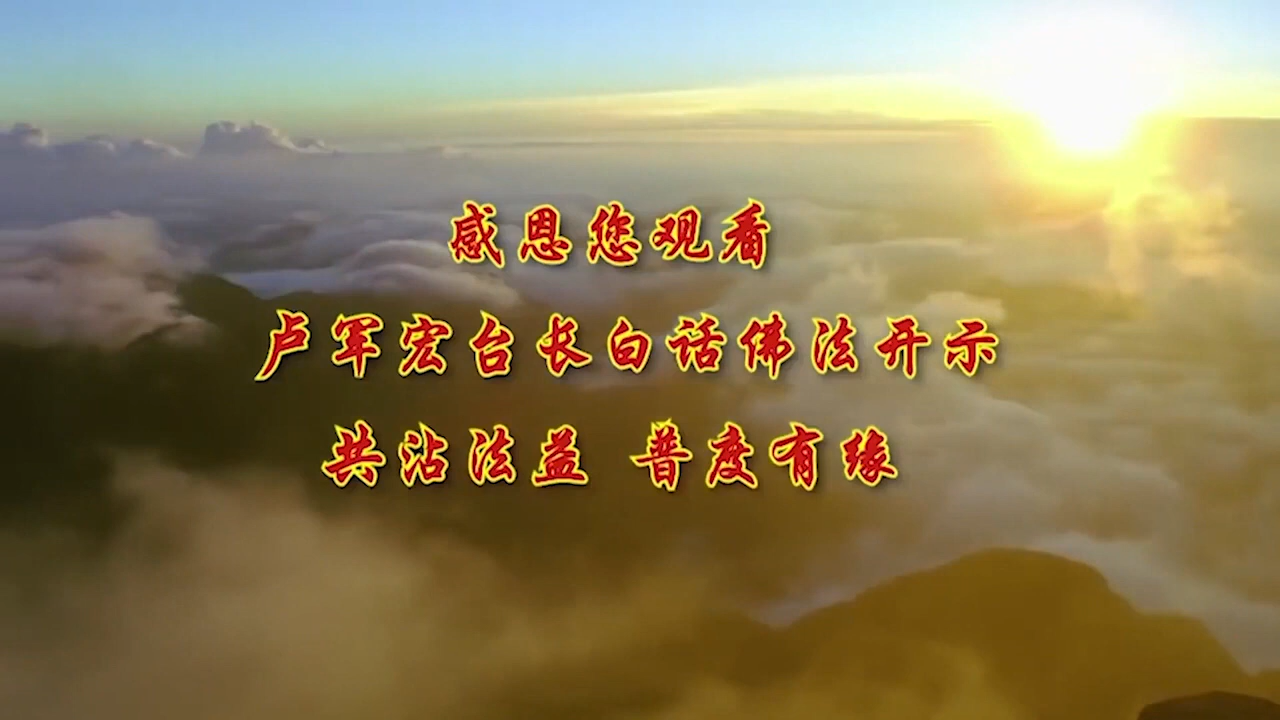 感恩您观看
卢军宏台长白话佛法开示
共沾法益 普度有缘